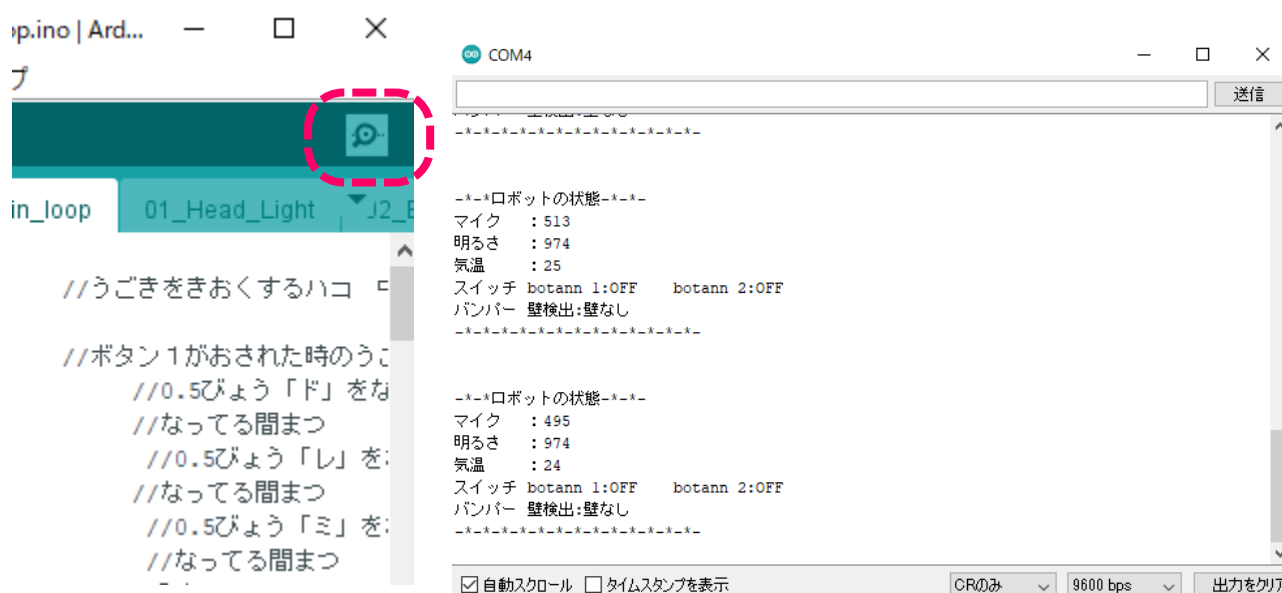 op.ino | Ard...
プ
in_loop 01_Head_Light 02_E
//うごきをきおくするハコ
//ボタン１がおされた時のうご
//0.5びょう「ド」をな
//なってる間まつ
//0.5びょう「レ」を
//なってる間まつ
//0.5びょう「ミ」を
//なってる間まつ
COM4
送信
-*-*-*-*-*-*-*-*-*-*-*-*-*-
-*-*ロボットの状態-*-*-
マイク :513
明るさ :974
気温 :25
スイッチ botann 1:OFF botann 2:OFF
バンパー 壁検出:壁なし
-*-*-*-*-*-*-*-*-*-*-*-*-*-
-*-*ロボットの状態-*-*-
マイク :495
明るさ :974
気温 :24
スイッチ botann 1:OFF botann 2:OFF
バンパー 壁検出:壁なし
-*-*-*-*-*-*-*-*-*-*-*-*-*-
自動スクロール タイムスタンプを表示 CRのみ 9600 bps 出力をクリア